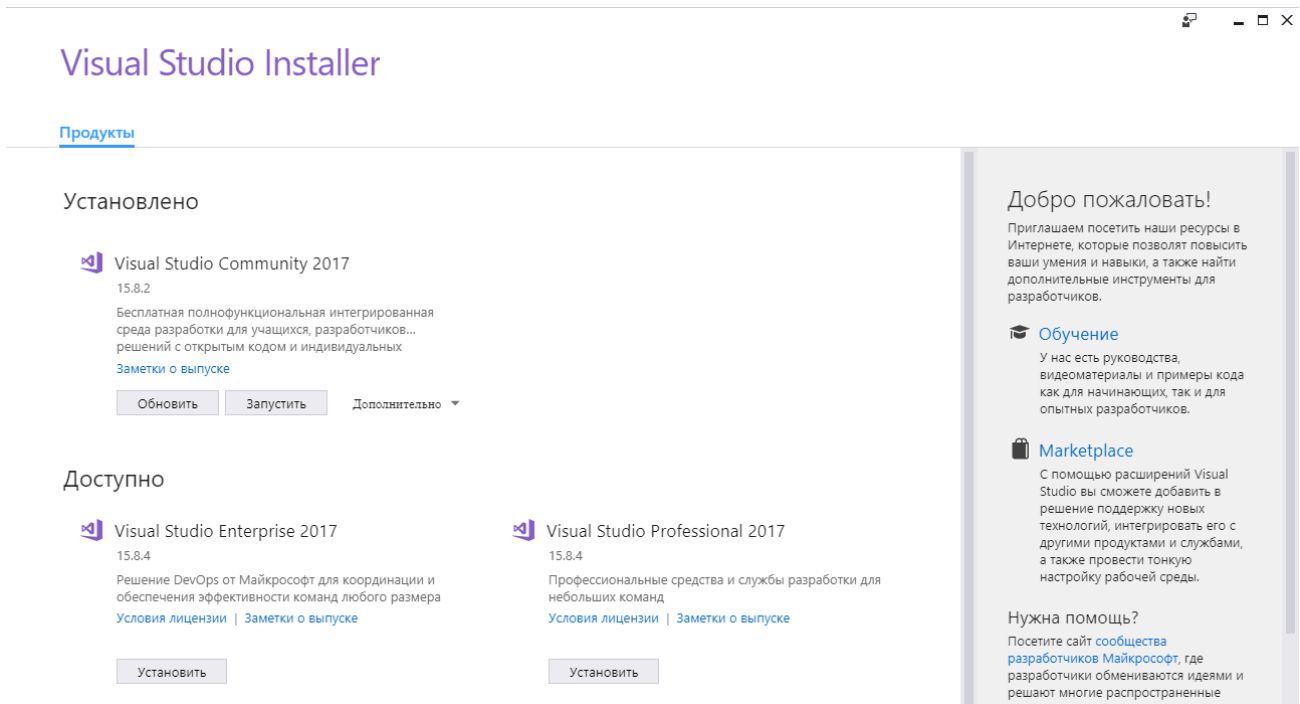 Visual Studio Installer
Продукты
Установлено
Visual Studio Community 2017
15.8.2
Бесплатная полнофункциональная интегрированная
среда разработки для учащихся, разработчиков...
решений с открытым кодом и индивидуальных
Заметки о выпуске
Обновить
Запустить
Дополнительно
Доступно
Visual Studio Enterprise 2017
15.8.4
Решение DevOps от Майкрософт для координации и
обеспечения эффективности команд любого размера
Условия лицензии | Заметки о выпуске
Установить
Visual Studio Professional 2017
15.8.4
Профессиональные средства и службы разработки для
небольших команд
Условия лицензии | Заметки о выпуске
Установить
Добро пожаловать!
Приглашаем посетить наши ресурсы в
Интернете, которые позволят повысить
ваши умения и навыки, а также найти
дополнительные инструменты для
разработчиков.
Обучение
У нас есть руководства,
видеоматериалы и примеры кода
как для начинающих, так и для
опытных разработчиков.
Marketplace
С помощью расширений Visual
Studio вы сможете добавить в
решение поддержку новых
технологий, интегрировать его с
другими продуктами и службами,
а также провести тонкую
настройку рабочей среды.
Нужна помощь?
Посетите сайт сообщества
разработчиков Майкрософт, где
разработчики обмениваются идеями и
решают многие распространенные